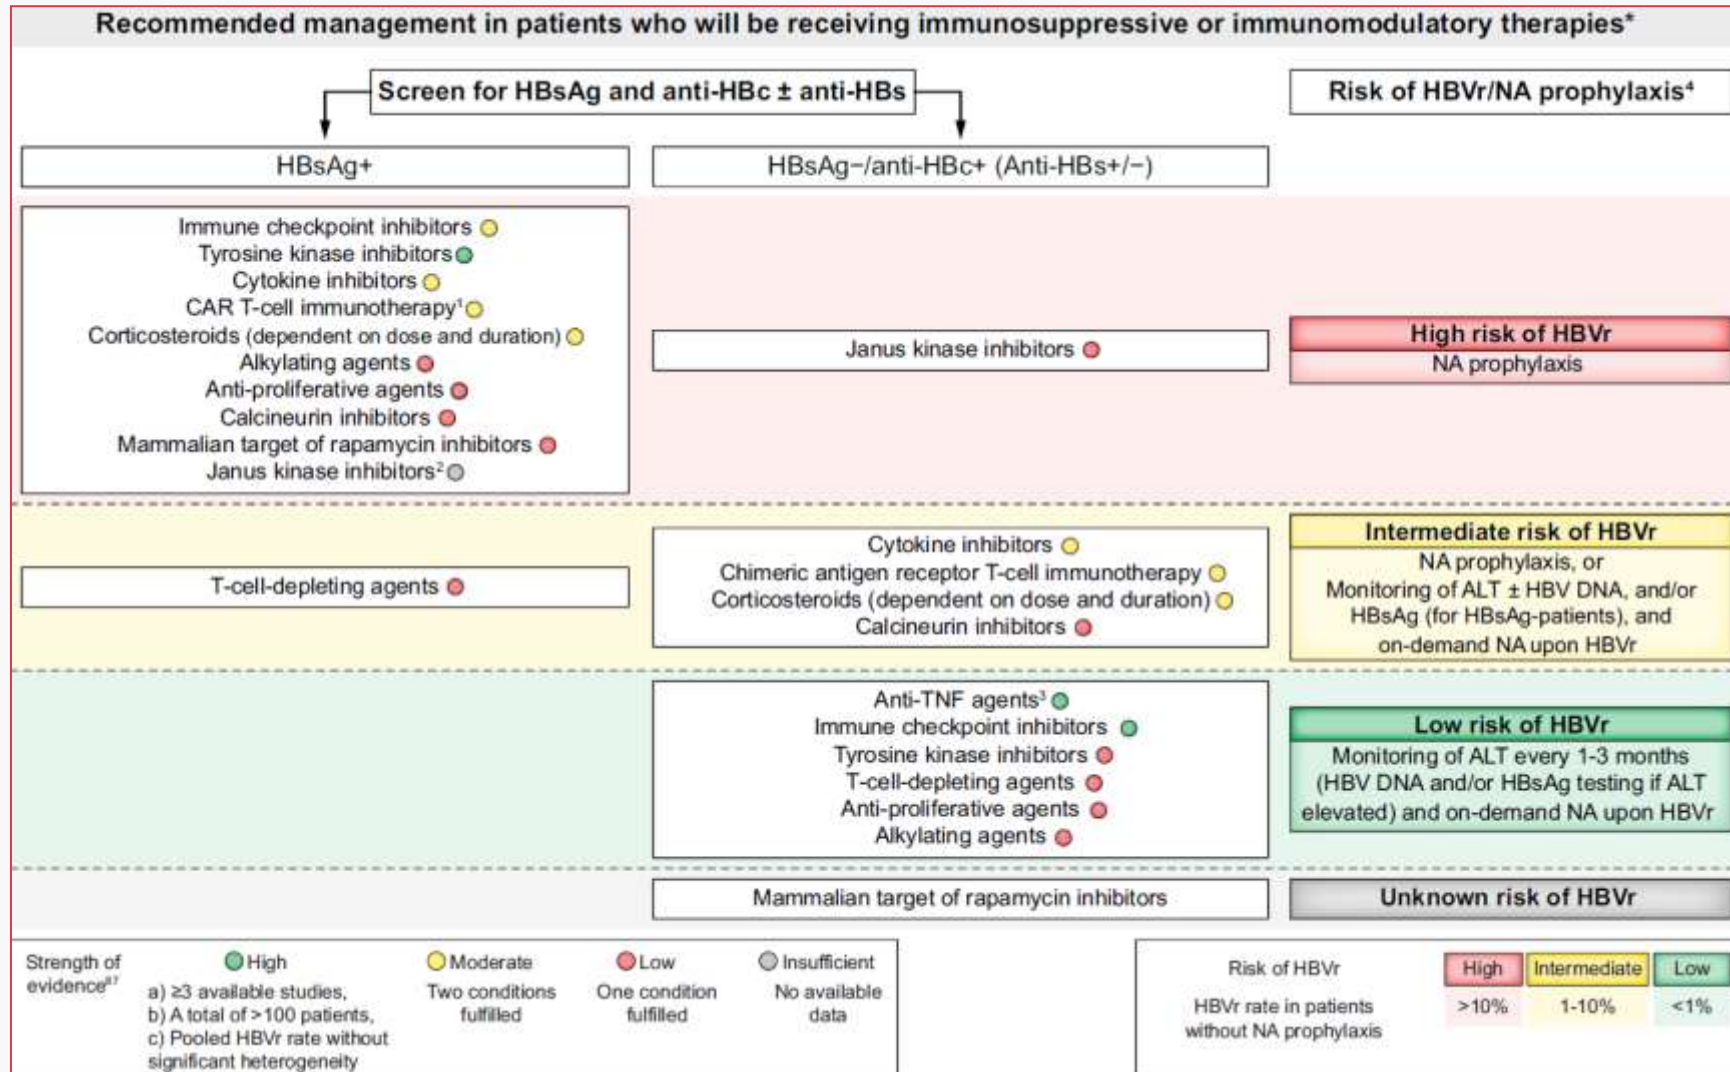 Recommended management in patients who will be receiving immunosuppressive or immunomodulatory therapies*
Screen for HBsAg and anti-HBc ± anti-HBs
Risk of HBVr/NA prophylaxis⁴
HBsAg+
HBsAg−/anti-HBc+ (Anti-HBs+/−)
Immune checkpoint inhibitors
Tyrosine kinase inhibitors
Cytokine inhibitors
CAR T-cell immunotherapy¹
Corticosteroids (dependent on dose and duration)
Alkylating agents
Anti-proliferative agents
Calcineurin inhibitors
Mammalian target of rapamycin inhibitors
Janus kinase inhibitors²
Janus kinase inhibitors
High risk of HBVr
NA prophylaxis
T-cell-depleting agents
Cytokine inhibitors
Chimeric antigen receptor T-cell immunotherapy
Corticosteroids (dependent on dose and duration)
Calcineurin inhibitors
Intermediate risk of HBVr
NA prophylaxis, or
Monitoring of ALT ± HBV DNA, and/or
HBsAg (for HBsAg-patients), and
on-demand NA upon HBVr
Anti-TNF agents³
Immune checkpoint inhibitors
Tyrosine kinase inhibitors
T-cell-depleting agents
Anti-proliferative agents
Alkylating agents
Low risk of HBVr
Monitoring of ALT every 1-3 months
(HBV DNA and/or HBsAg testing if ALT
elevated) and on-demand NA upon HBVr
Mammalian target of rapamycin inhibitors
Unknown risk of HBVr
Strength of
evidence⁸⁷
High
a) ≥3 available studies,
b) A total of >100 patients,
c) Pooled HBVr rate without
significant heterogeneity
Moderate
Two conditions
fulfilled
Low
One condition
fulfilled
Insufficient
No available
data
Risk of HBVr
High
Intermediate
Low
HBVr rate in patients
without NA prophylaxis
>10%
1-10%
<1%